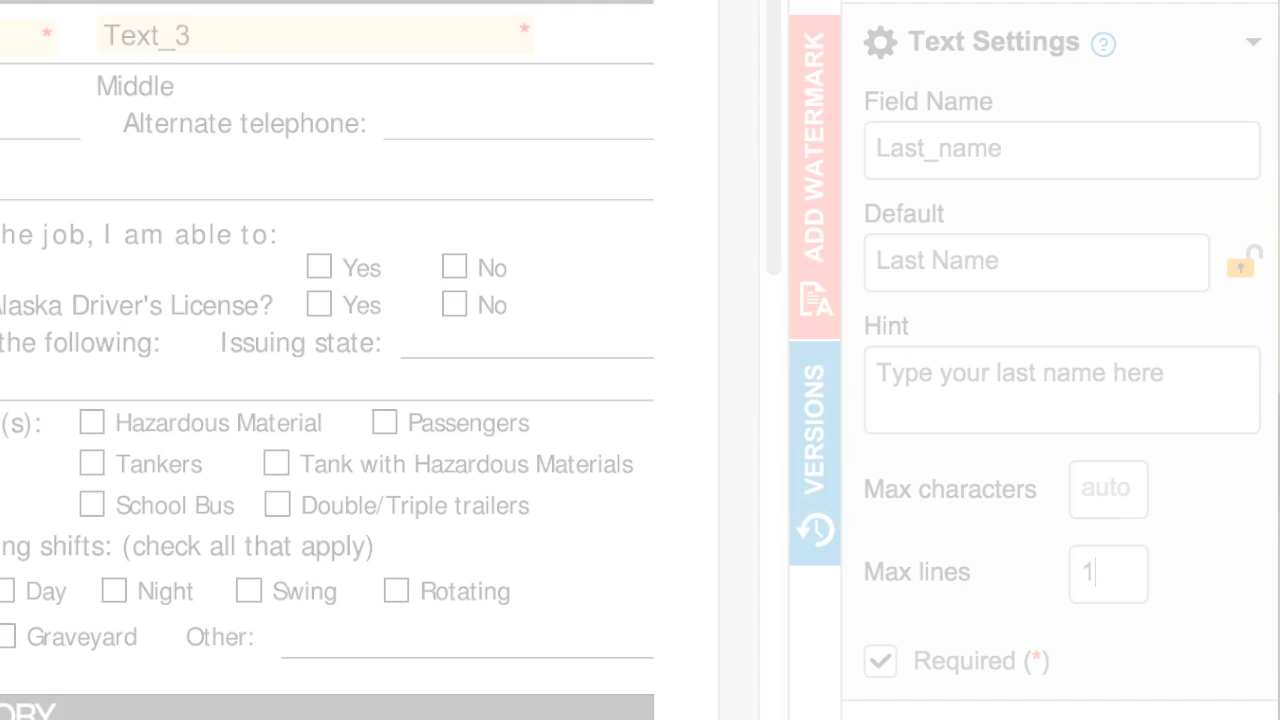 * Text_3 *
Middle
Alternate telephone:
he job, I am able to:
Yes No
laska Driver's License? Yes No
the following: Issuing state:
(s): Hazardous Material Passengers
Tankers Tank with Hazardous Materials
School Bus Double/Triple trailers
ng shifts: (check all that apply)
Day Night Swing Rotating
Graveyard Other:
ORY
ADD WATERMARK
VERSIONS
Text Settings ?
Field Name
Last_name
Default
Last Name
Hint
Type your last name here
Max characters auto
Max lines 1
Required (*)